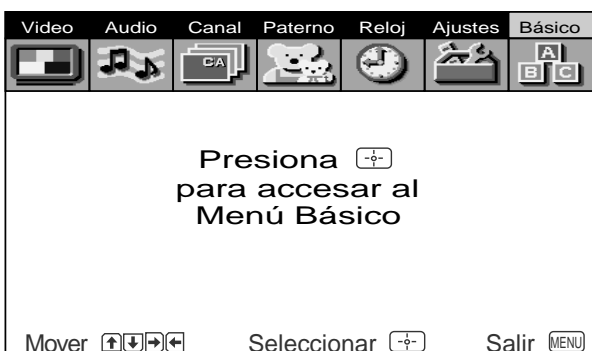 Video Audio Canal Paterno Reloj Ajustes Básico
CA A
B C
Presiona
para accesar al
Menú Básico
Mover Seleccionar Salir MENU